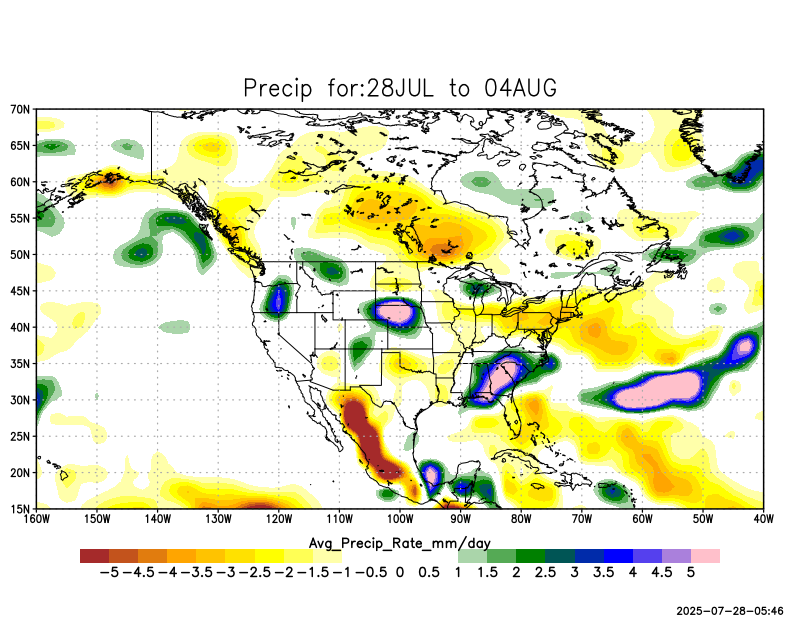 Precip for:28JUL to 04AUG
70N
65N
60N
55N
50N
45N
40N
35N
30N
25N
20N
15N
160W 150W 140W 130W 120W 110W 100W 90W 80W 70W 60W 50W 40W
Avg_Precip_Rate_mm/day
−5 −4.5 −4 −3.5 −3 −2.5 −2 −1.5 −1 −0.5 0 0.5 1 1.5 2 2.5 3 3.5 4 4.5 5
2025-07-28-05:46